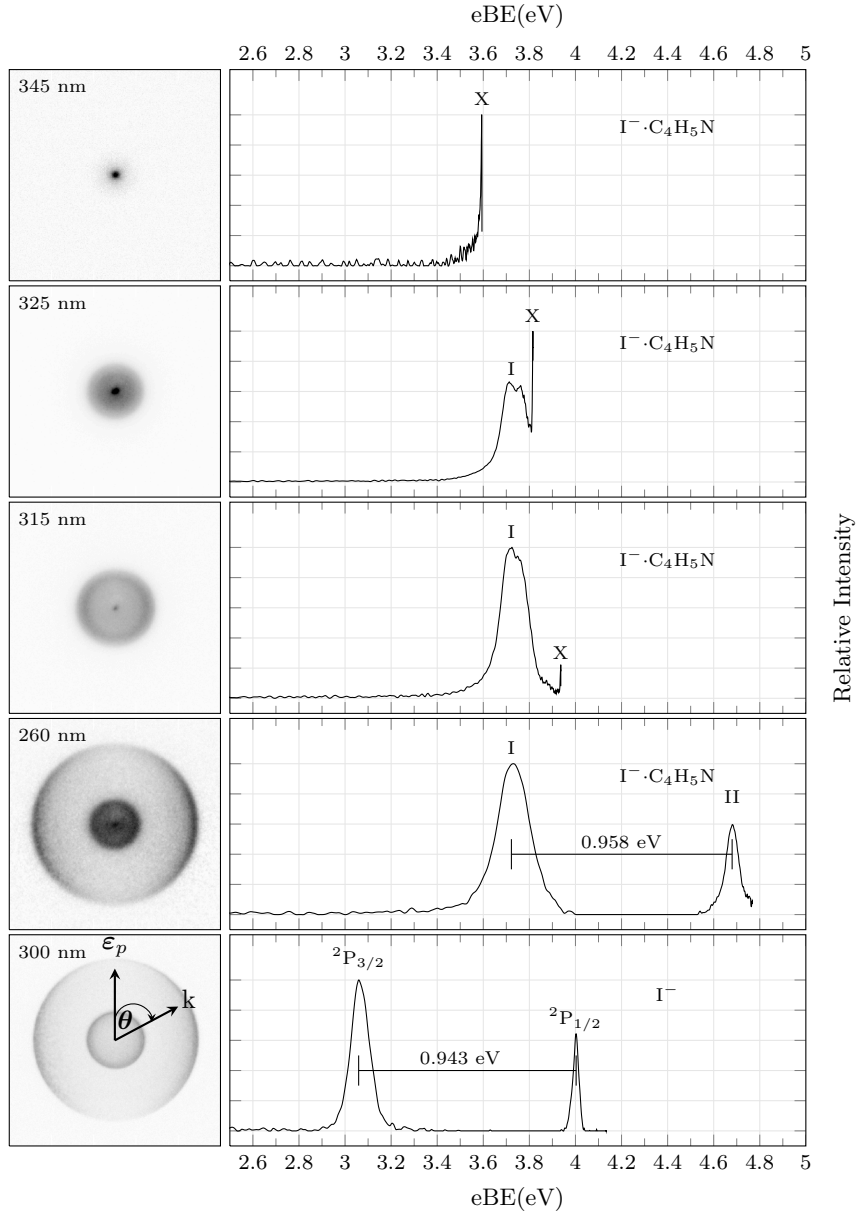 eBE(eV)
2.6 2.8 3 3.2 3.4 3.6 3.8 4 4.2 4.4 4.6 4.8 5
345 nm
X
I⁻·C₄H₅N
325 nm
X
I⁻·C₄H₅N
I
315 nm
I
I⁻·C₄H₅N
X
Relative Intensity
260 nm
I
I⁻·C₄H₅N
II
0.958 eV
300 nm
εₚ
k
θ
²P₃/₂
I⁻
²P₁/₂
0.943 eV
2.6 2.8 3 3.2 3.4 3.6 3.8 4 4.2 4.4 4.6 4.8 5
eBE(eV)